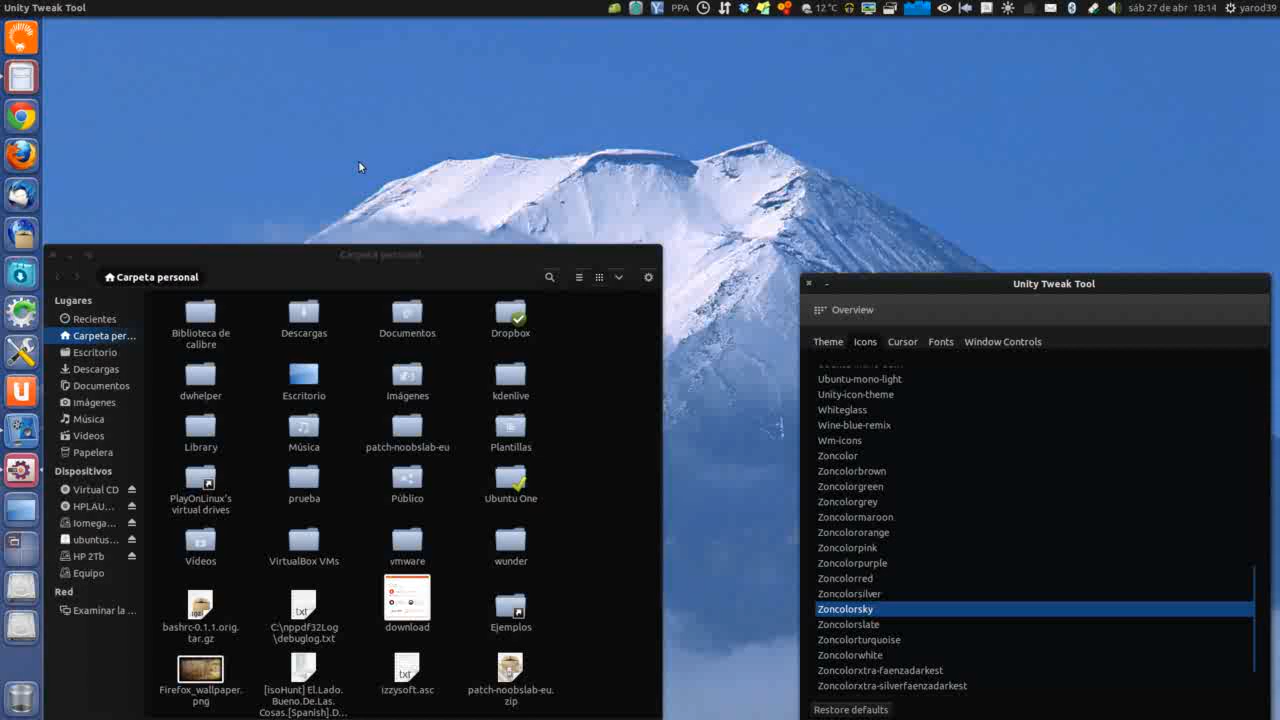 Unity Tweak Tool
PPA
12 °C
sáb 27 de abr
18:14
yarod39
Carpeta personal
Carpeta personal
Lugares
Recientes
Carpeta per...
Escritorio
Descargas
Documentos
Imágenes
Música
Vídeos
Papelera
Dispositivos
Virtual CD
HPLAU...
Iomega...
ubuntus...
HP 2Tb
Equipo
Red
Examinar la ...
Biblioteca de
calibre
Descargas
Documentos
Dropbox
dwhelper
Escritorio
Imágenes
kdenlive
Library
Música
patch-noobslab-eu
Plantillas
PlayOnLinux's
virtual drives
prueba
Público
Ubuntu One
Vídeos
VirtualBox VMs
vmware
wunder
bashrc-0.1.1.orig.
tar.gz
txt
C:\nppdf32Log
\debuglog.txt
download
Ejemplos
Firefox_wallpaper.
png
[isoHunt] El.Lado.
Bueno.De.Las.
Cosas.[Spanish].D...
txt
izzysoft.asc
patch-noobslab-eu.
zip
Unity Tweak Tool
Overview
Theme
Icons
Cursor
Fonts
Window Controls
Ubuntu-mono-light
Unity-icon-theme
Whiteglass
Wine-blue-remix
Wm-icons
Zoncolor
Zoncolorbrown
Zoncolorgreen
Zoncolorgrey
Zoncolormaroon
Zoncolororange
Zoncolorpink
Zoncolorpurple
Zoncolorred
Zoncolorsilver
Zoncolorsky
Zoncolorslate
Zoncolorturquoise
Zoncolorwhite
Zoncolorxtra-faenzadarkest
Zoncolorxtra-silverfaenzadarkest
Restore defaults